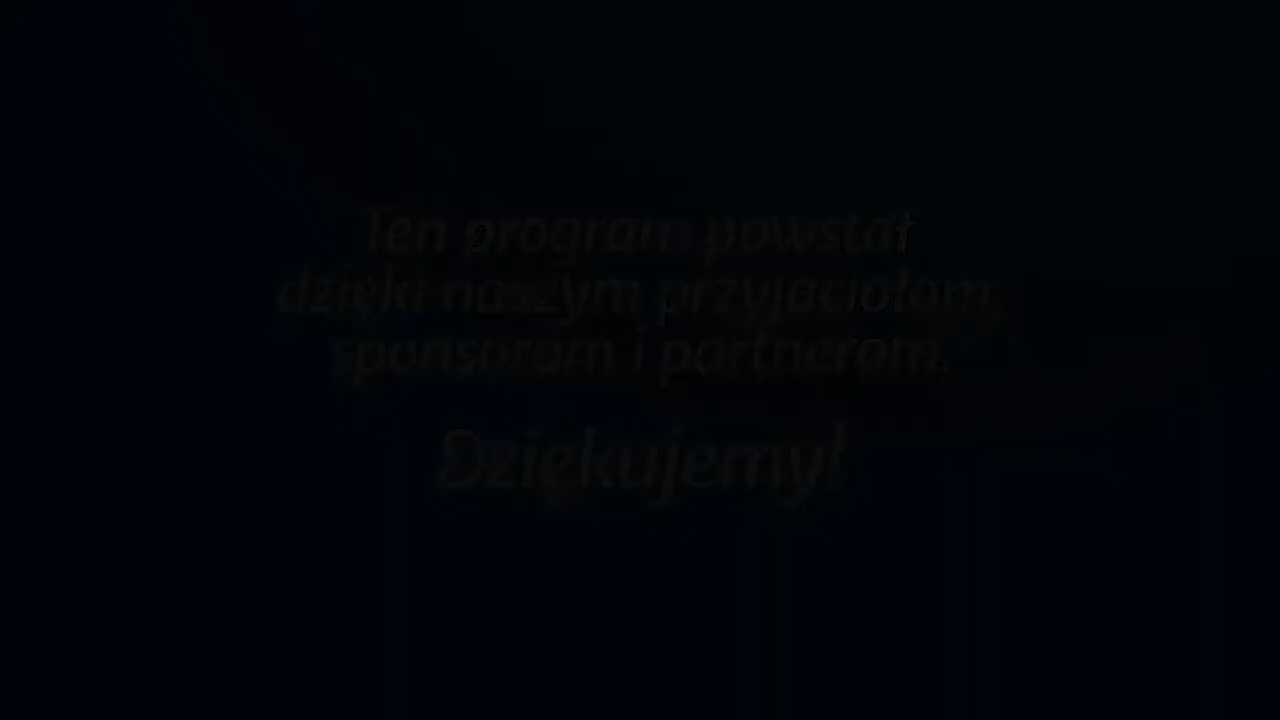 Ten program powstał
dzięki naszym przyjaciołom,
sponsorom i partnerom.
Dziękujemy!